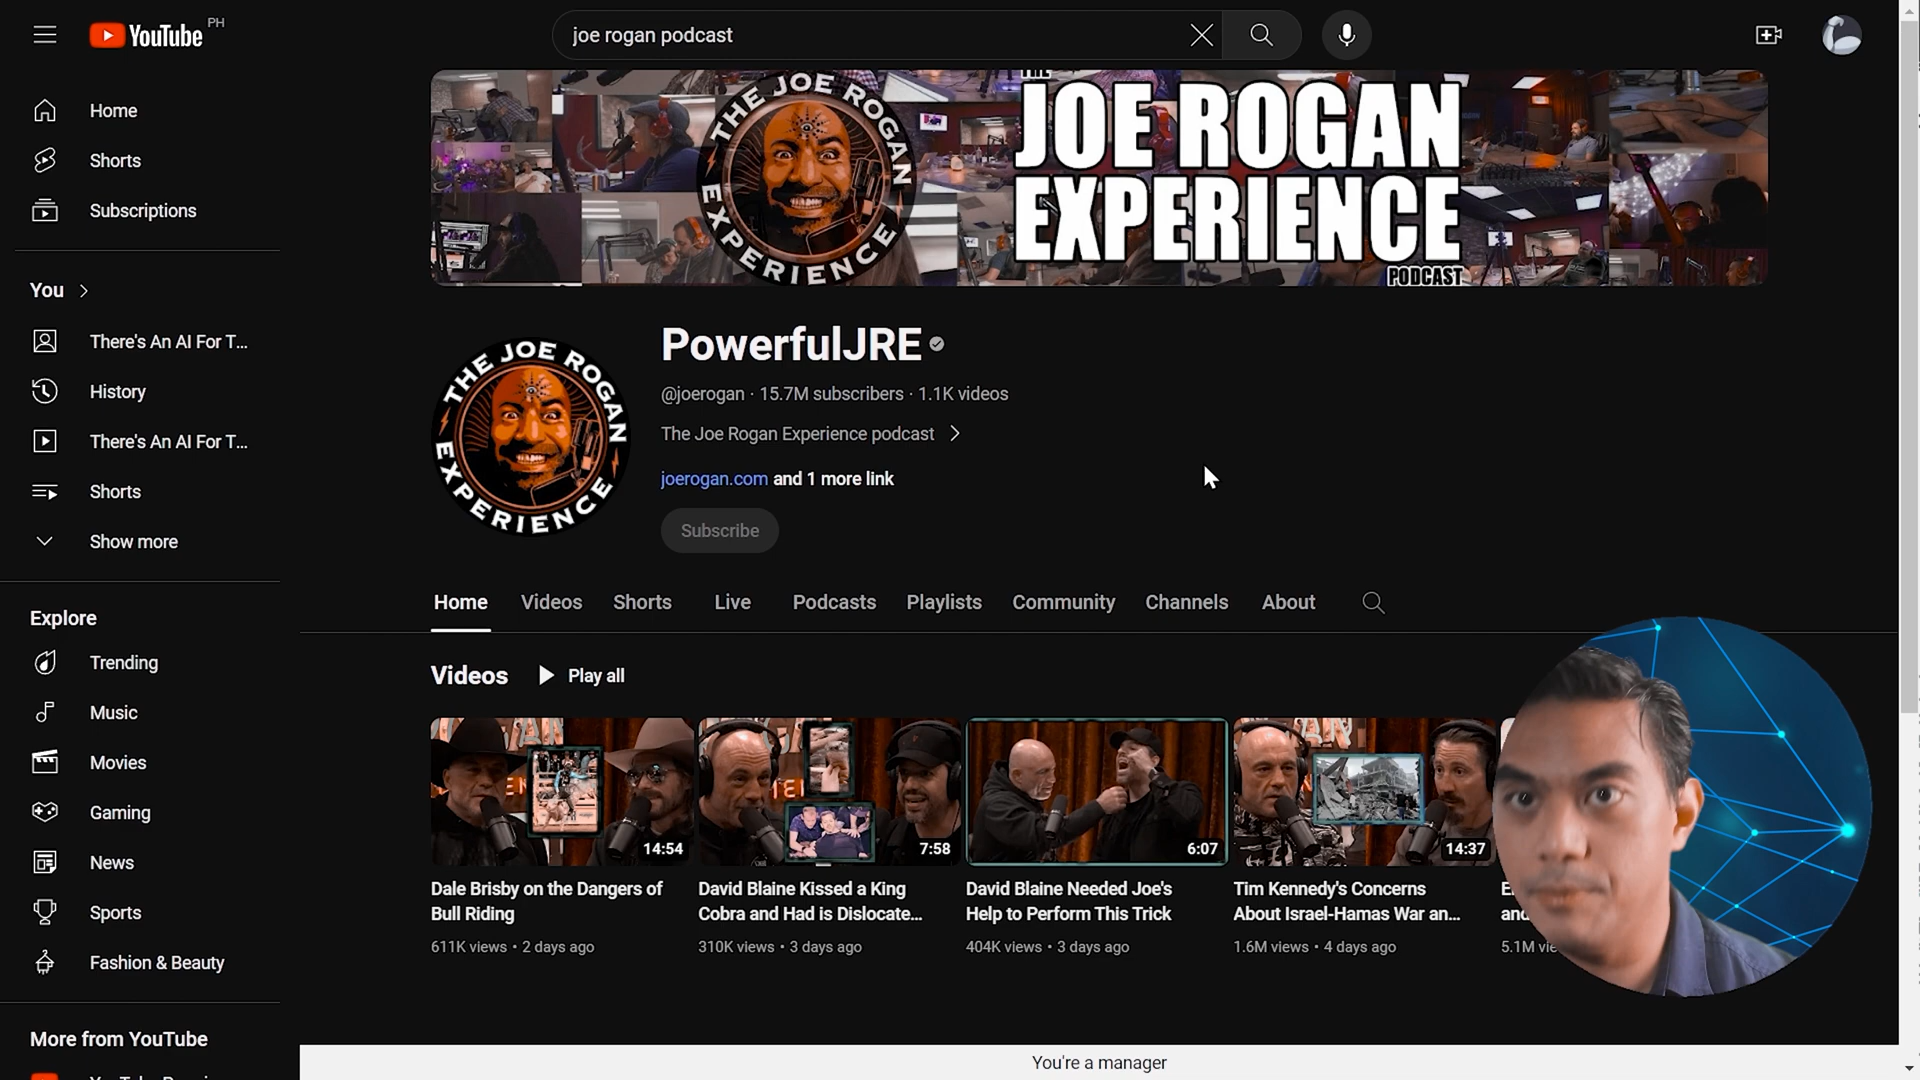 YouTube PH
joe rogan podcast
Home
Shorts
Subscriptions
You
There's An AI For T...
History
There's An AI For T...
Shorts
Show more
Explore
Trending
Music
Movies
Gaming
News
Sports
Fashion & Beauty
More from YouTube
THE JOE ROGAN EXPERIENCE
THE
JOE ROGAN
EXPERIENCE
PODCAST
THE JOE ROGAN EXPERIENCE
PowerfulJRE
@joerogan · 15.7M subscribers · 1.1K videos
The Joe Rogan Experience podcast
joerogan.com and 1 more link
Subscribe
Home Videos Shorts Live Podcasts Playlists Community Channels About
Videos Play all
14:54
7:58
6:07
14:37
Dale Brisby on the Dangers of
Bull Riding
611K views • 2 days ago
David Blaine Kissed a King
Cobra and Had is Dislocate...
310K views • 3 days ago
David Blaine Needed Joe's
Help to Perform This Trick
404K views • 3 days ago
Tim Kennedy's Concerns
About Israel-Hamas War an...
1.6M views • 4 days ago
and
5.1M
You're a manager